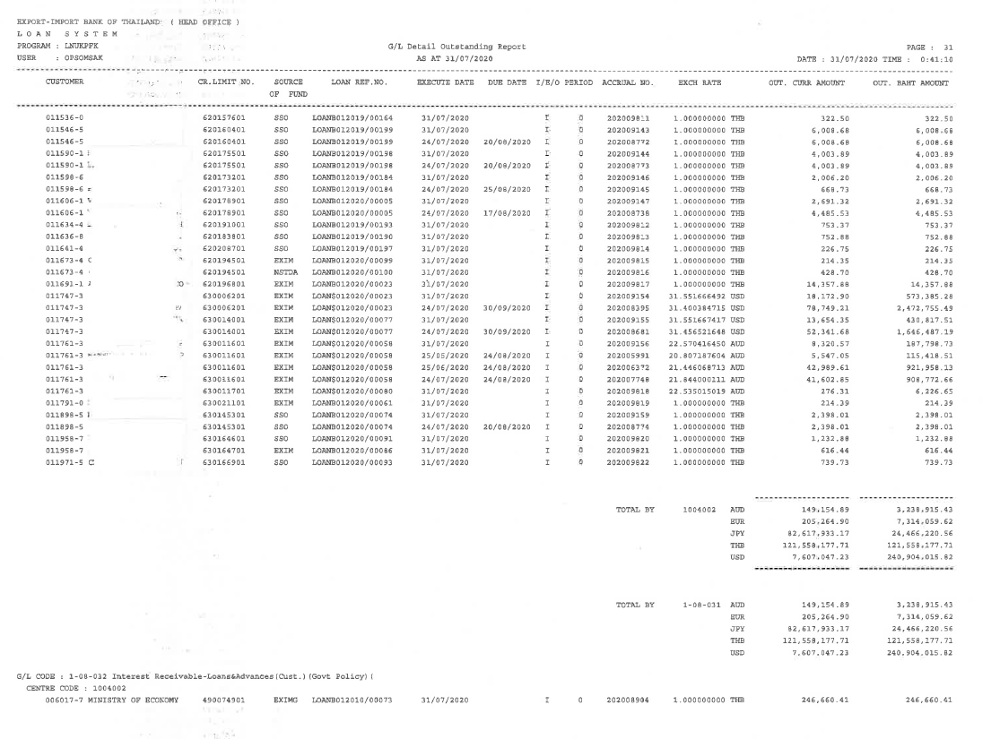 EXPORT-IMPORT BANK OF THAILAND ( HEAD OFFICE )
L O A N   S Y S T E M
PROGRAM : LNUKPFK G/L Detail Outstanding Report PAGE : 31
USER : OPSOMSAK AS AT 31/07/2020 DATE : 31/07/2020 TIME : 0:41:10
CUSTOMER CR.LIMIT NO. SOURCE LOAN REF.NO. EXECUTE DATE DUE DATE I/E/O PERIOD ACCRUAL NO. EXCH RATE OUT. CURR AMOUNT OUT. BAHT AMOUNT
OF FUND
011536-0 620157601 SSO LOANB012019/00164 31/07/2020 I 0 202009811 1.000000000 THB 322.50 322.50
011546-5 620160401 SSO LOANB012019/00199 31/07/2020 I 0 202009143 1.000000000 THB 6,008.68 6,008.68
011546-5 620160401 SSO LOANB012019/00199 24/07/2020 20/08/2020 I 0 202008772 1.000000000 THB 6,008.68 6,008.68
011590-1 620175501 SSO LOANB012019/00198 31/07/2020 I 0 202009144 1.000000000 THB 4,003.89 4,003.89
011590-1 620175501 SSO LOANB012019/00198 24/07/2020 20/08/2020 I 0 202008773 1.000000000 THB 4,003.89 4,003.89
011598-6 620173201 SSO LOANB012019/00184 31/07/2020 I 0 202009146 1.000000000 THB 2,006.20 2,006.20
011598-6 620173201 SSO LOANB012019/00184 24/07/2020 25/08/2020 I 0 202009145 1.000000000 THB 668.73 668.73
011606-1 620178901 SSO LOANB012020/00005 31/07/2020 I 0 202009147 1.000000000 THB 2,691.32 2,691.32
011606-1 620178901 SSO LOANB012020/00005 24/07/2020 17/08/2020 I 0 202008738 1.000000000 THB 4,485.53 4,485.53
011634-4 620191001 SSO LOANB012019/00193 31/07/2020 I 0 202009812 1.000000000 THB 753.37 753.37
011636-8 620183801 SSO LOANB012019/00190 31/07/2020 I 0 202009813 1.000000000 THB 752.88 752.88
011641-4 620208701 SSO LOANB012019/00197 31/07/2020 I 0 202009814 1.000000000 THB 226.75 226.75
011673-4 C 620194501 EXIM LOANB012020/00099 31/07/2020 I 0 202009815 1.000000000 THB 214.35 214.35
011673-4 620194501 NSTDA LOANB012020/00100 31/07/2020 I 0 202009816 1.000000000 THB 428.70 428.70
011691-1 620196801 EXIM LOANB012020/00023 31/07/2020 I 0 202009817 1.000000000 THB 14,357.88 14,357.88
011747-3 630006201 EXIM LOAN$012020/00023 31/07/2020 I 0 202009154 31.551666492 USD 18,172.90 573,385.28
011747-3 630006201 EXIM LOAN$012020/00023 24/07/2020 30/09/2020 I 0 202008395 31.400384715 USD 78,749.21 2,472,755.49
011747-3 630014001 EXIM LOAN$012020/00077 31/07/2020 I 0 202009155 31.551667417 USD 13,654.35 430,817.51
011747-3 630014001 EXIM LOAN$012020/00077 24/07/2020 30/09/2020 I 0 202008681 31.456521648 USD 52,341.68 1,646,487.19
011761-3 630011601 EXIM LOAN$012020/00058 31/07/2020 I 0 202009156 22.570416450 AUD 8,320.57 187,798.73
011761-3 630011601 EXIM LOAN$012020/00058 25/05/2020 24/08/2020 I 0 202005991 20.807187604 AUD 5,547.05 115,418.51
011761-3 630011601 EXIM LOAN$012020/00058 25/06/2020 24/08/2020 I 0 202006372 21.446068713 AUD 42,989.61 921,958.13
011761-3 630011601 EXIM LOAN$012020/00058 24/07/2020 24/08/2020 I 0 202007748 21.844000111 AUD 41,602.85 908,772.66
011761-3 630011701 EXIM LOAN$012020/00080 31/07/2020 I 0 202009818 22.535015019 AUD 276.31 6,226.65
011791-0 630021101 EXIM LOANB012020/00061 31/07/2020 I 0 202009819 1.000000000 THB 214.39 214.39
011898-5 630145301 SSO LOANB012020/00074 31/07/2020 I 0 202009159 1.000000000 THB 2,398.01 2,398.01
011898-5 630145301 SSO LOANB012020/00074 24/07/2020 20/08/2020 I 0 202008774 1.000000000 THB 2,398.01 2,398.01
011958-7 630164601 SSO LOANB012020/00091 31/07/2020 I 0 202009820 1.000000000 THB 1,232.88 1,232.88
011958-7 630164701 EXIM LOANB012020/00086 31/07/2020 I 0 202009821 1.000000000 THB 616.44 616.44
011971-5 C 630166901 SSO LOANB012020/00093 31/07/2020 I 0 202009822 1.000000000 THB 739.73 739.73
TOTAL BY 1004002 AUD 149,154.89 3,238,915.43
EUR 205,264.90 7,314,059.62
JPY 82,617,933.17 24,466,220.56
THB 121,558,177.71 121,558,177.71
USD 7,607,047.23 240,904,015.82
TOTAL BY 1-08-031 AUD 149,154.89 3,238,915.43
EUR 205,264.90 7,314,059.62
JPY 82,617,933.17 24,466,220.56
THB 121,558,177.71 121,558,177.71
USD 7,607,047.23 240,904,015.82
G/L CODE : 1-08-032 Interest Receivable-Loans&Advances(Cust.)(Govt Policy)(
CENTRE CODE : 1004002
006017-7 MINISTRY OF ECONOMY 490074901 EXIMG LOANB012010/00073 31/07/2020 I 0 202008904 1.000000000 THB 246,660.41 246,660.41